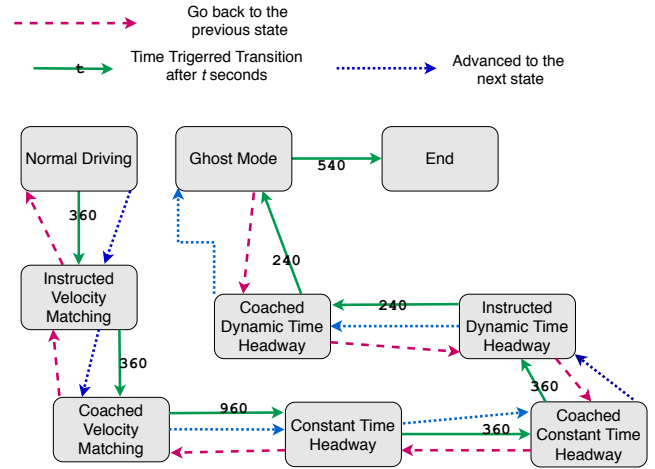 Go back to the
previous state
t
Time Trigerred Transition
after t seconds
Advanced to the
next state
Normal Driving
Ghost Mode
End
540
360
240
Instructed
Velocity
Matching
Coached
Dynamic Time
Headway
240
Instructed
Dynamic Time
Headway
360
360
Coached
Velocity
Matching
960
Constant Time
Headway
360
Coached
Constant Time
Headway